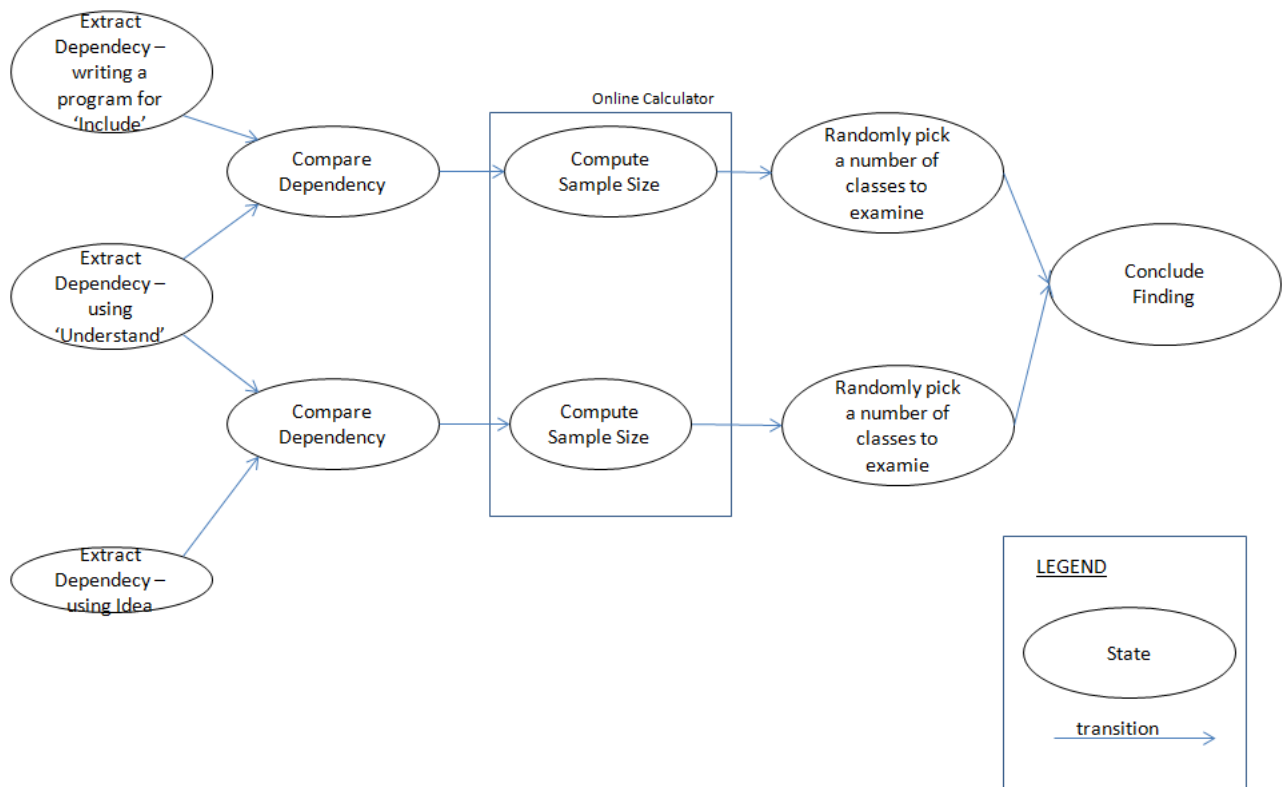 Extract
Dependecy –
writing a
program for
‘Include’
Online Calculator
Compare
Dependency
Compute
Sample Size
Randomly pick
a number of
classes to
examine
Extract
Dependecy –
using
‘Understand’
Conclude
Finding
Compare
Dependency
Compute
Sample Size
Randomly pick
a number of
classes to
examie
Extract
Dependecy –
using Idea
LEGEND
State
transition